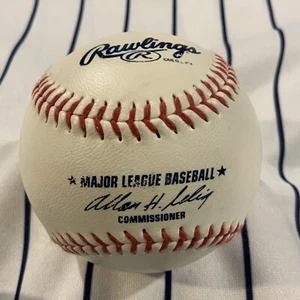 Rawlings
R
★ MAJOR LEAGUE BASEBALL ★
Allan H. Selig
COMMISSIONER